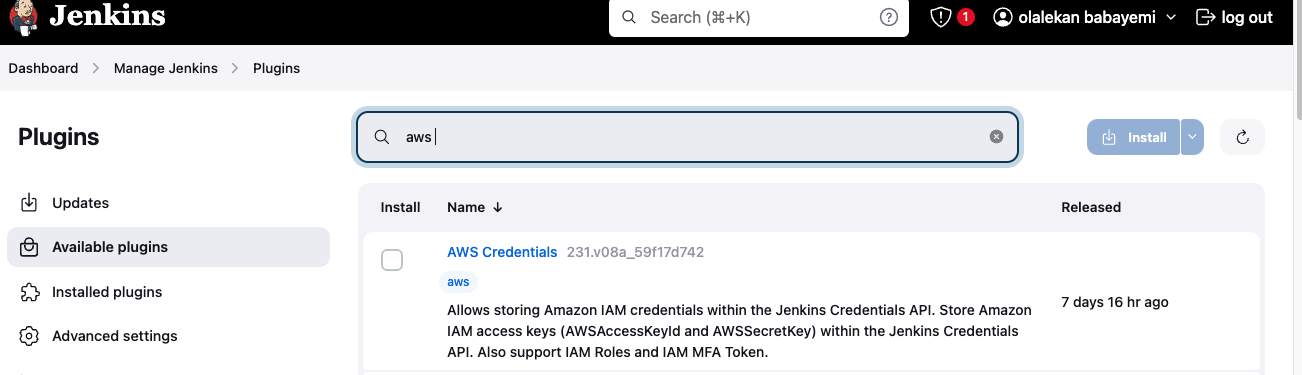 Jenkins
Search (⌘+K)
1
olalekan babayemi
log out
Dashboard
Manage Jenkins
Plugins
Plugins
aws
Install
Updates
Available plugins
Installed plugins
Advanced settings
Install
Name ↓
Released
AWS Credentials 231.v08a_59f17d742
aws
Allows storing Amazon IAM credentials within the Jenkins Credentials API. Store Amazon
IAM access keys (AWSAccessKeyId and AWSSecretKey) within the Jenkins Credentials
API. Also support IAM Roles and IAM MFA Token.
7 days 16 hr ago